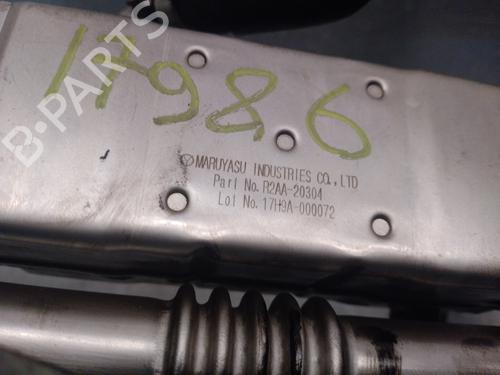 17986
MARUYASU INDUSTRIES CO., LTD
Part No. R2AA-20304
Lot No. 17H9A-000072
B-PARTS